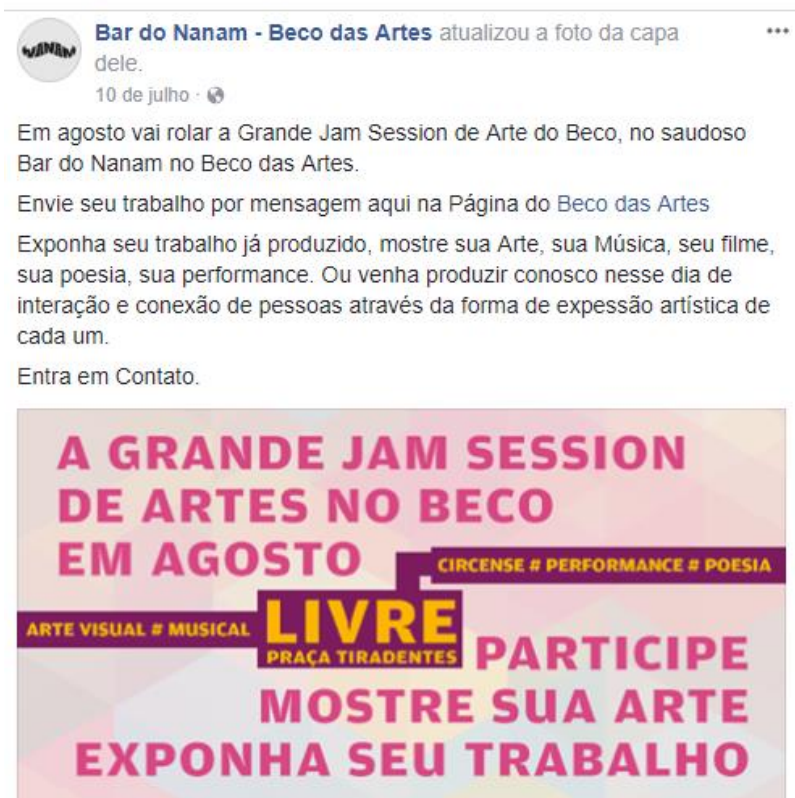 NANAM
Bar do Nanam - Beco das Artes atualizou a foto da capa
dele.
10 de julho ·
Em agosto vai rolar a Grande Jam Session de Arte do Beco, no saudoso
Bar do Nanam no Beco das Artes.
Envie seu trabalho por mensagem aqui na Página do Beco das Artes
Exponha seu trabalho já produzido, mostre sua Arte, sua Música, seu filme,
sua poesia, sua performance. Ou venha produzir conosco nesse dia de
interação e conexão de pessoas através da forma de expessão artística de
cada um.
Entra em Contato.
A GRANDE JAM SESSION
DE ARTES NO BECO
EM AGOSTO
CIRCENSE # PERFORMANCE # POESIA
ARTE VISUAL # MUSICAL
LIVRE
PRAÇA TIRADENTES
PARTICIPE
MOSTRE SUA ARTE
EXPONHA SEU TRABALHO